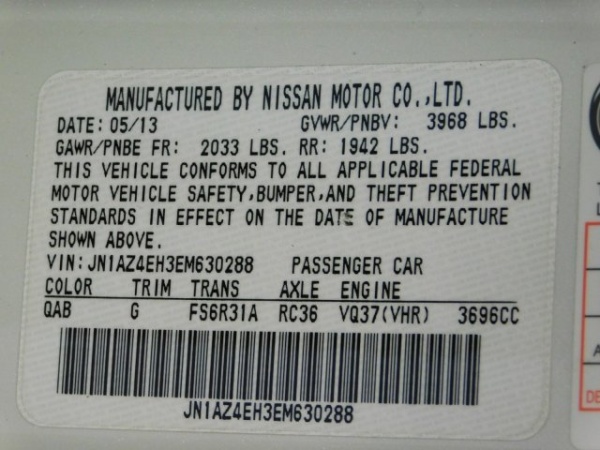 MANUFACTURED BY NISSAN MOTOR CO.,LTD.
DATE: 05/13 GVWR/PNBV: 3968 LBS.
GAWR/PNBE FR: 2033 LBS. RR: 1942 LBS.
THIS VEHICLE CONFORMS TO ALL APPLICABLE FEDERAL
MOTOR VEHICLE SAFETY,BUMPER,AND THEFT PREVENTION
STANDARDS IN EFFECT ON THE DATE OF MANUFACTURE
SHOWN ABOVE.
VIN: JN1AZ4EH3EM630288 PASSENGER CAR
COLOR TRIM TRANS AXLE ENGINE
QAB G FS6R31A RC36 VQ37(VHR) 3696CC
JN1AZ4EH3EM630288